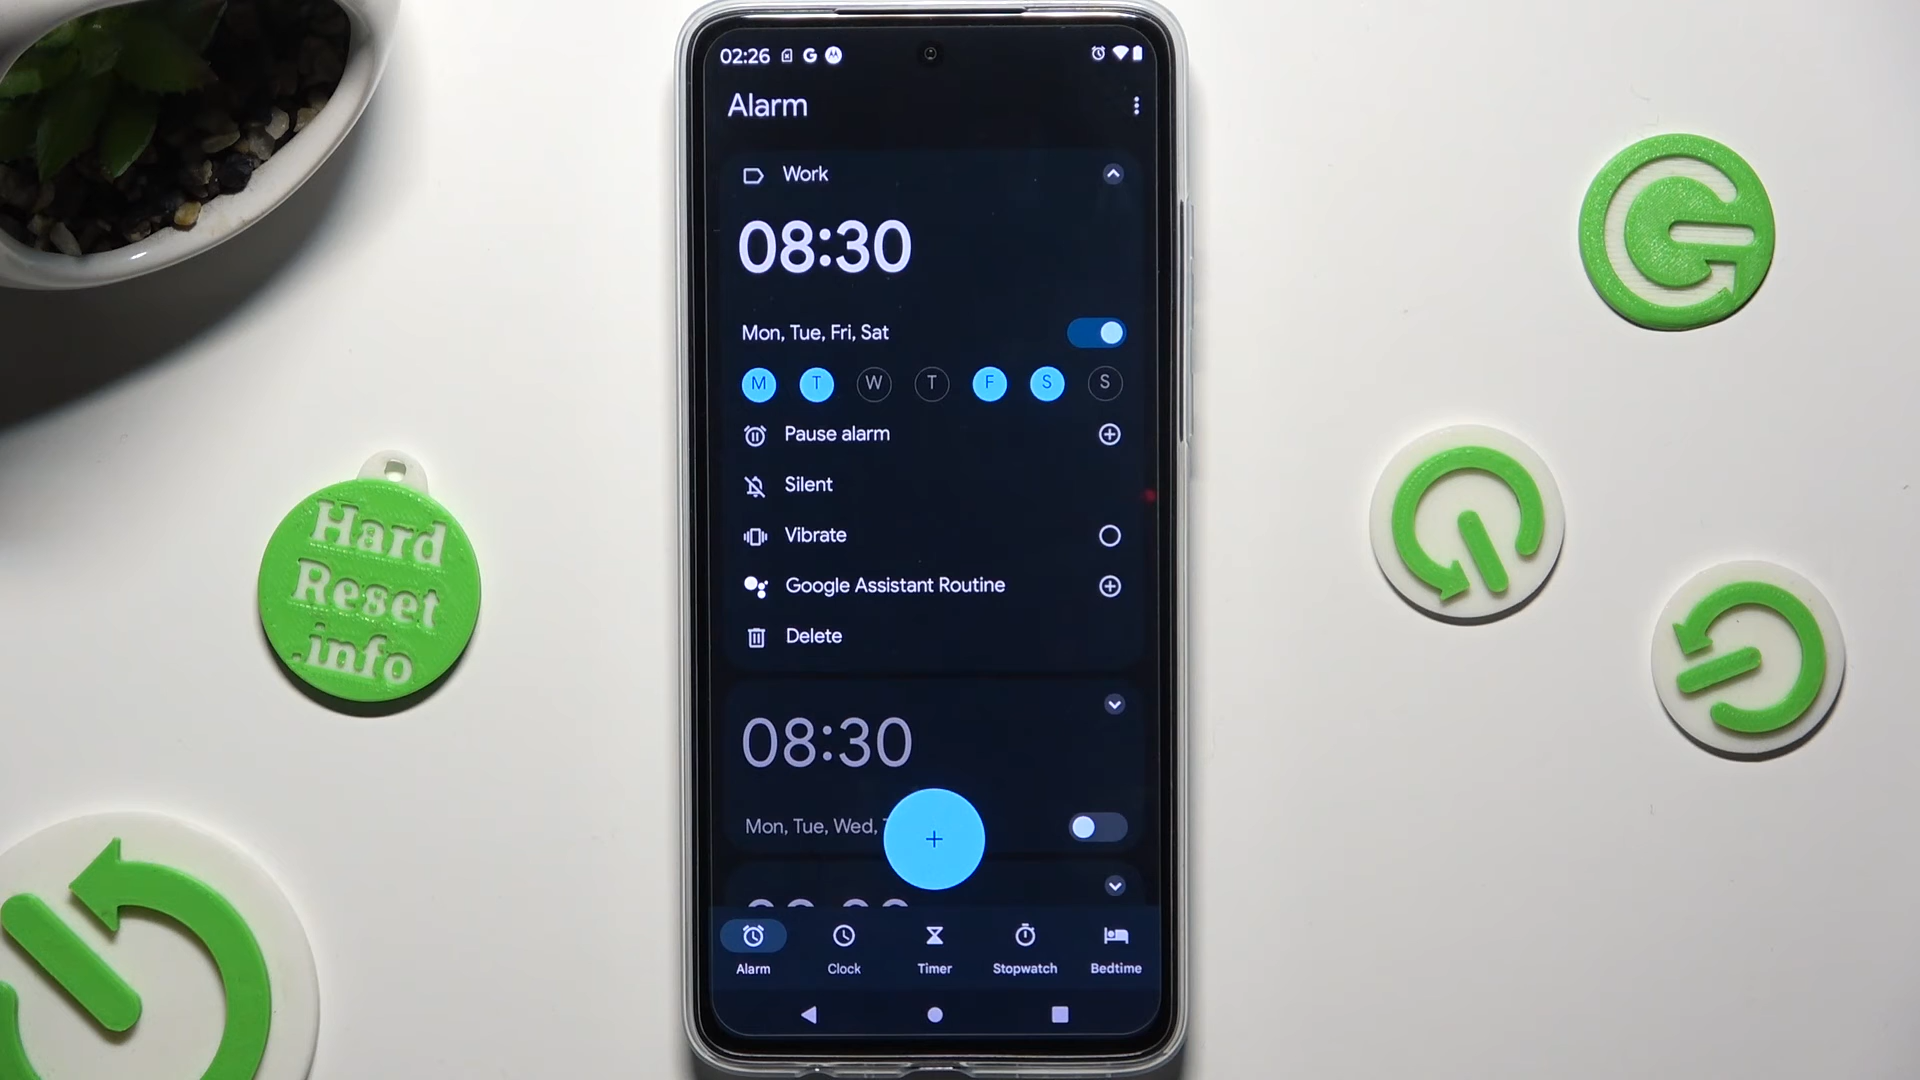 02:26 G
Alarm
Work
08:30
Mon, Tue, Fri, Sat
M T W T F S S
Pause alarm
Silent
Vibrate
Google Assistant Routine
Delete
08:30
Mon, Tue, Wed,
+
Alarm Clock Timer Stopwatch Bedtime
Hard
Reset
.info